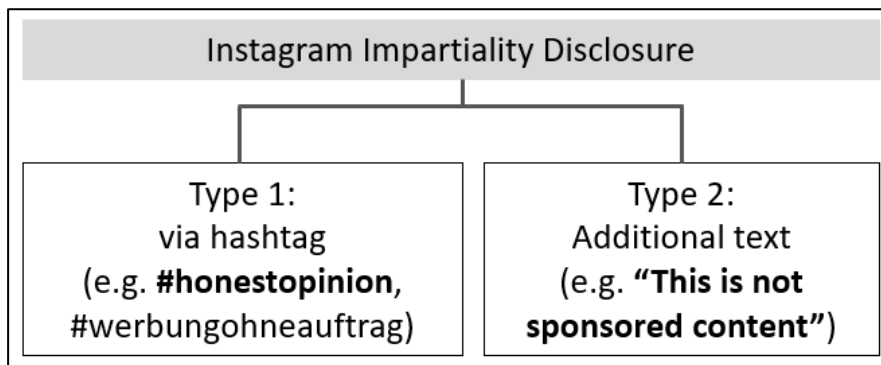 Instagram Impartiality Disclosure
Type 1:
via hashtag
(e.g. #honestopinion,
#werbungohneauftrag)
Type 2:
Additional text
(e.g. “This is not
sponsored content”)